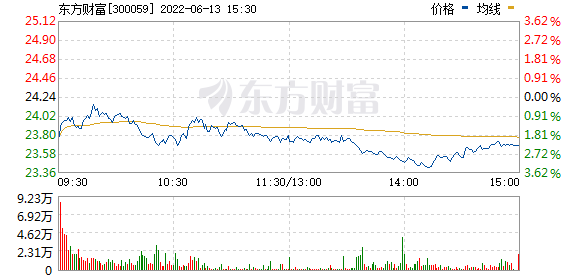 东方财富[300059] 2022-06-13 15:30 价格 均线
25.12 3.62%
24.90 2.72%
24.68 1.81%
24.46 0.91%
24.24 0.00%
24.02 0.91%
23.80 1.81%
23.58 2.72%
23.36 3.62%
东方财富
09:30 10:30 11:30/13:00 14:00 15:00
9.23万
6.92万
4.62万
2.31万
0